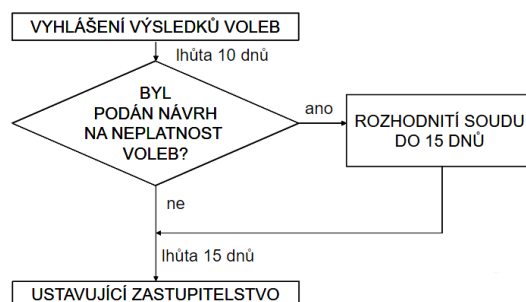 VYHLÁŠENÍ VÝSLEDKŮ VOLEB
lhůta 10 dnů
BYL
PODÁN NÁVRH
NA NEPLATNOST
VOLEB?
ano
ROZHODNITÍ SOUDU
DO 15 DNŮ
ne
lhůta 15 dnů
USTAVUJÍCÍ ZASTUPITELSTVO